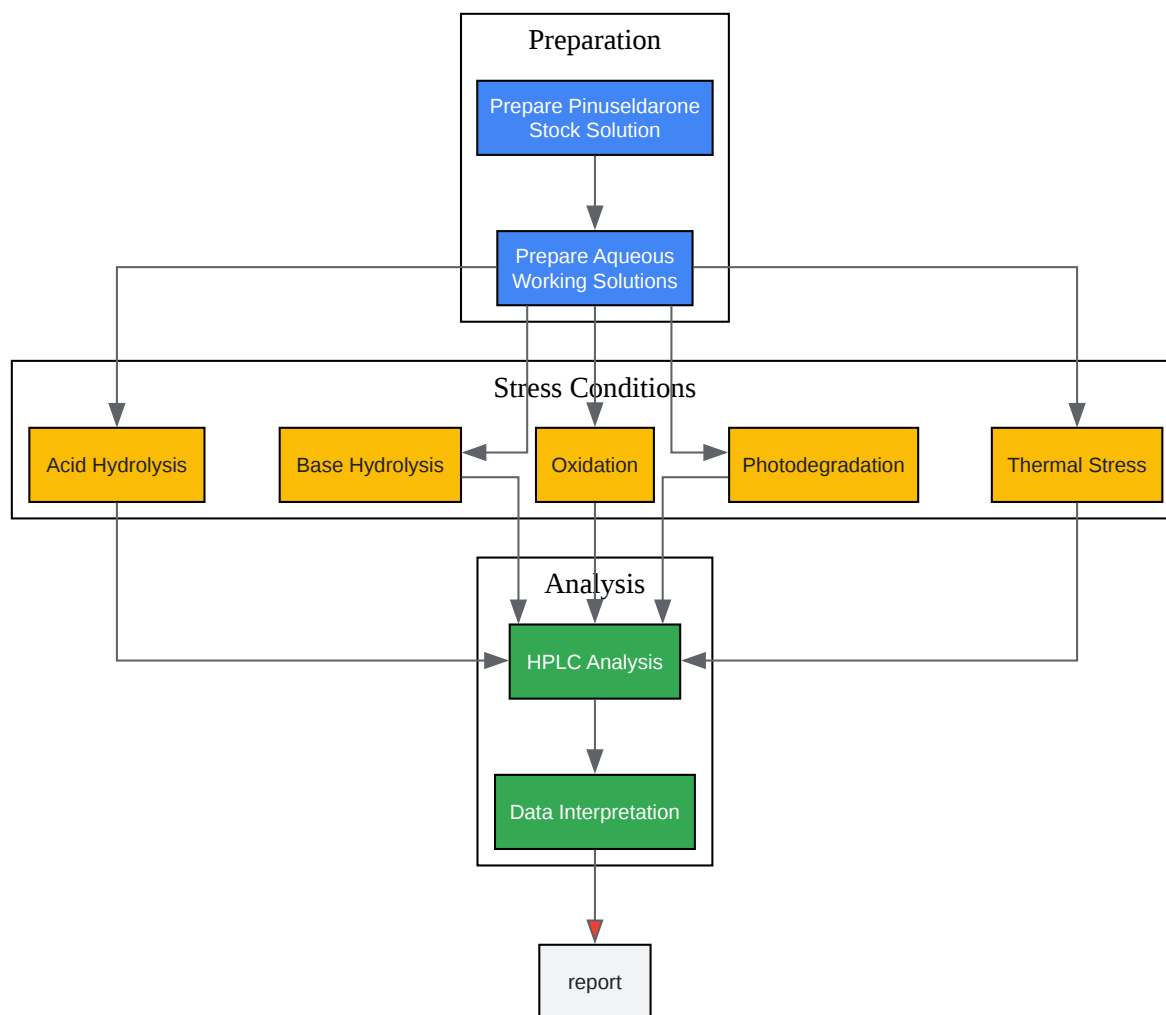 Preparation
Prepare Pinuseldarone
Stock Solution
Prepare Aqueous
Working Solutions
Stress Conditions
Acid Hydrolysis
Base Hydrolysis
Oxidation
Photodegradation
Thermal Stress
Analysis
HPLC Analysis
Data Interpretation
report